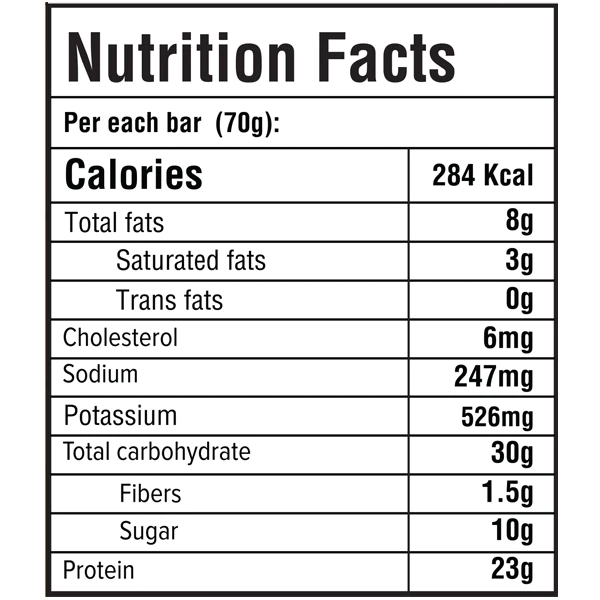 Nutrition Facts
Per each bar (70g):
Calories 284 Kcal
Total fats 8g
Saturated fats 3g
Trans fats 0g
Cholesterol 6mg
Sodium 247mg
Potassium 526mg
Total carbohydrate 30g
Fibers 1.5g
Sugar 10g
Protein 23g